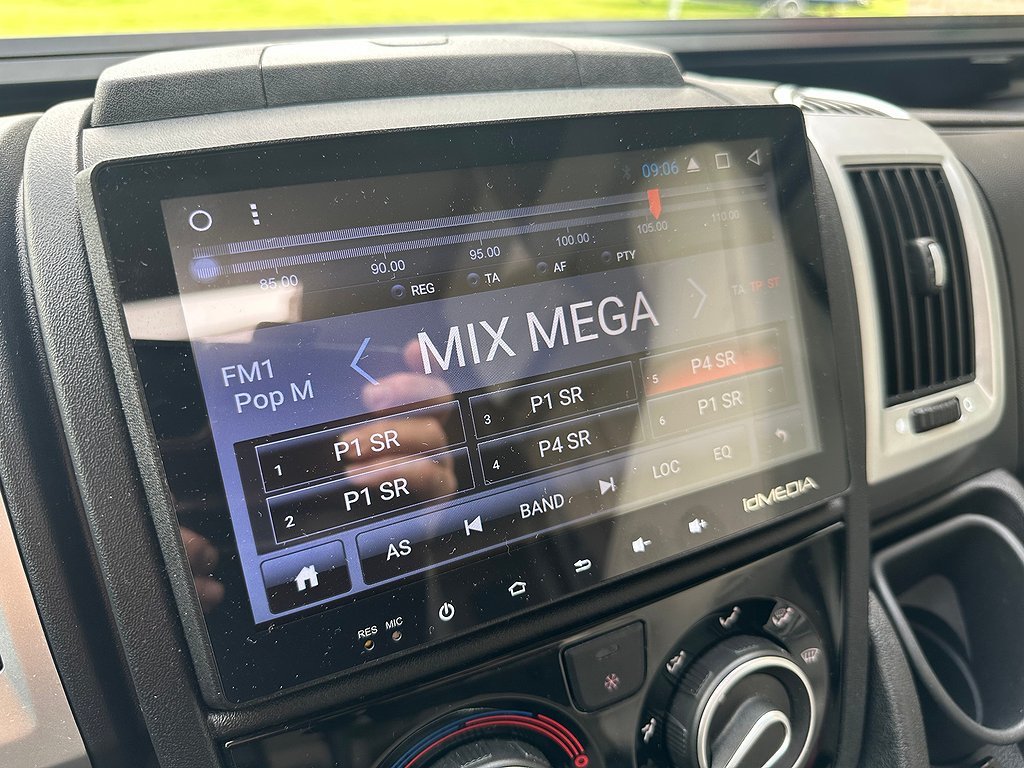 09:06
85.00 90.00 95.00 100.00 105.00 110.00
REG TA AF PTY
FM1
Pop M
MIX MEGA
TA TP ST
1 P1 SR
3 P1 SR
5 P4 SR
2 P1 SR
4 P4 SR
6 P1 SR
AS BAND LOC EQ
RES MIC
idMEDIA